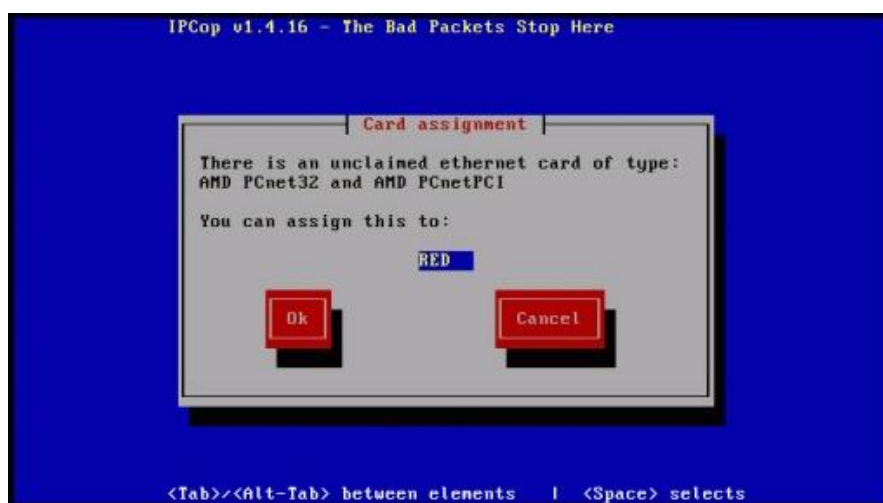 IPCop v1.4.16 - The Bad Packets Stop Here
Card assignment
There is an unclaimed ethernet card of type:
AMD PCnet32 and AMD PCnetPCI
You can assign this to:
RED
Ok Cancel
<Tab>/<Alt-Tab> between elements | <Space> selects